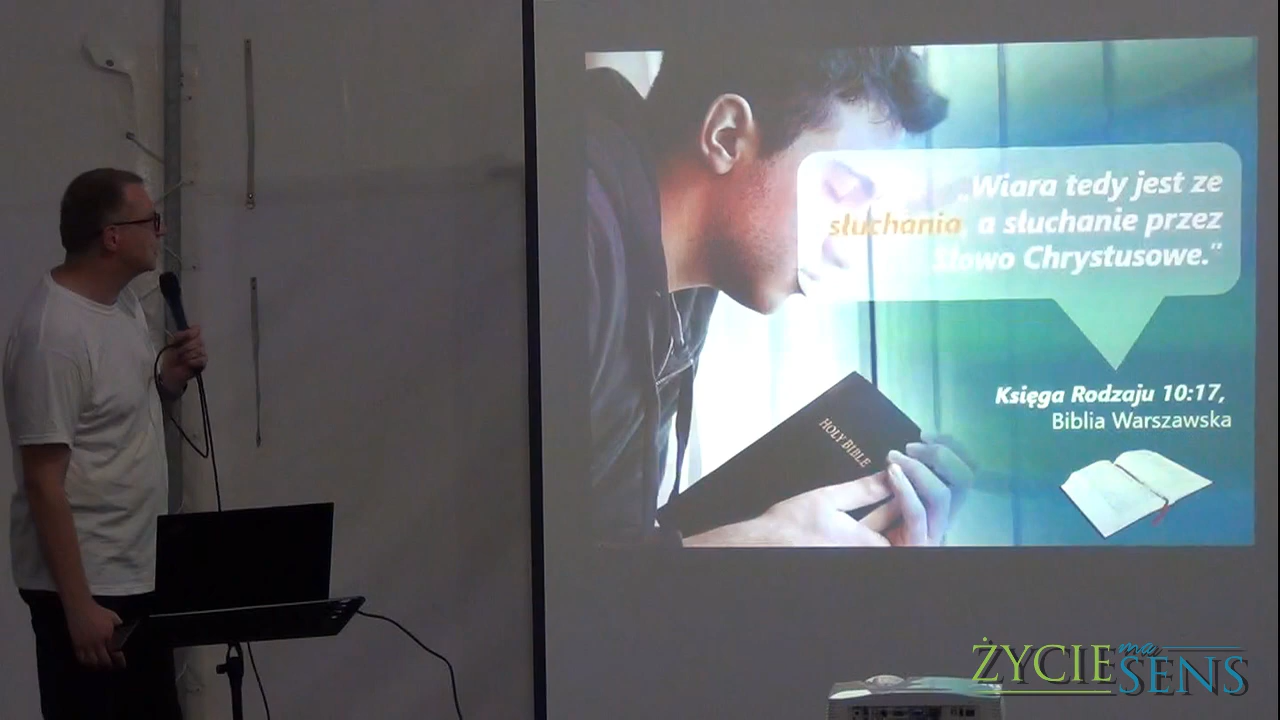 „Wiara tedy jest ze
słuchania, a słuchanie przez
Słowo Chrystusowe."
Księga Rodzaju 10:17,
Biblia Warszawska
HOLY BIBLE
ŻYCIE ma SENS